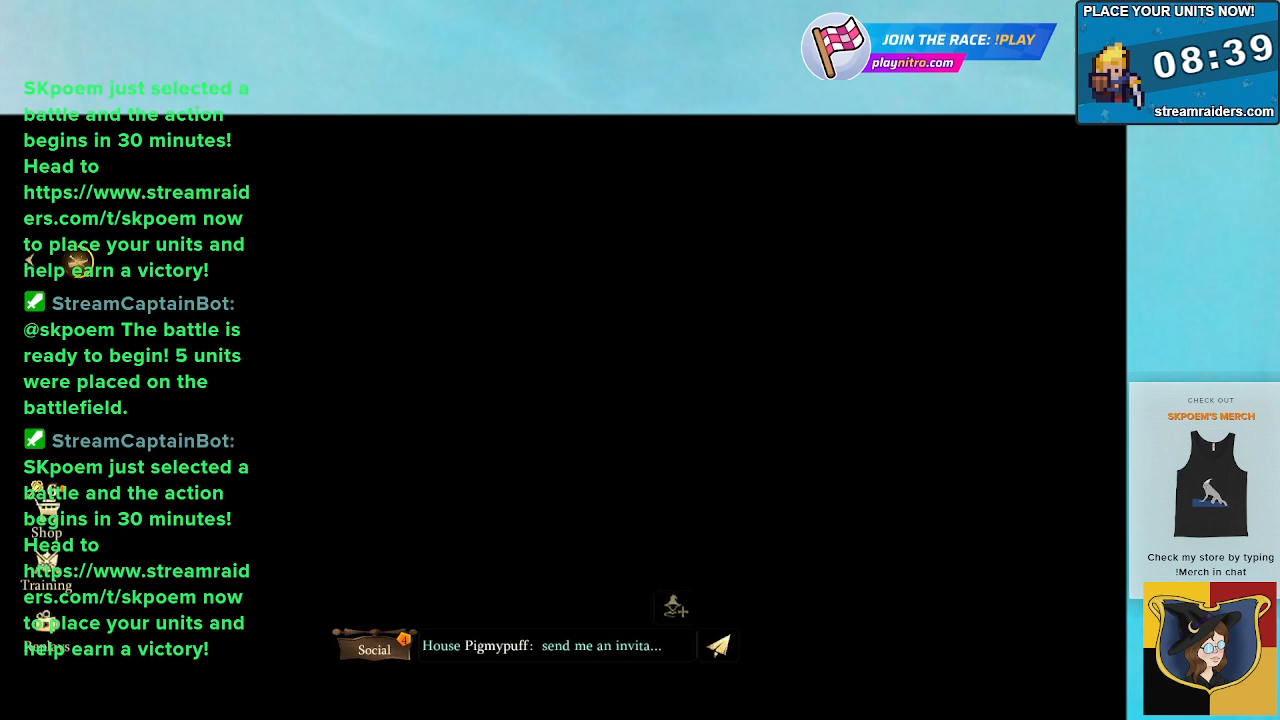 JOIN THE RACE: !PLAY
playnitro.com
PLACE YOUR UNITS NOW!
08:39
streamraiders.com
SKpoem just selected a
battle and the action
begins in 30 minutes!
Head to
https://www.streamraid
ers.com/t/skpoem now
to place your units and
help earn a victory!
StreamCaptainBot:
@skpoem The battle is
ready to begin! 5 units
were placed on the
battlefield.
StreamCaptainBot:
SKpoem just selected a
battle and the action
begins in 30 minutes!
Head to
https://www.streamraid
ers.com/t/skpoem now
to place your units and
help earn a victory!
Shop
Training
Replays
Social
4
House Pigmypuff: send me an invita...
CHECK OUT
SKPOEM'S MERCH
Check my store by typing
!Merch in chat